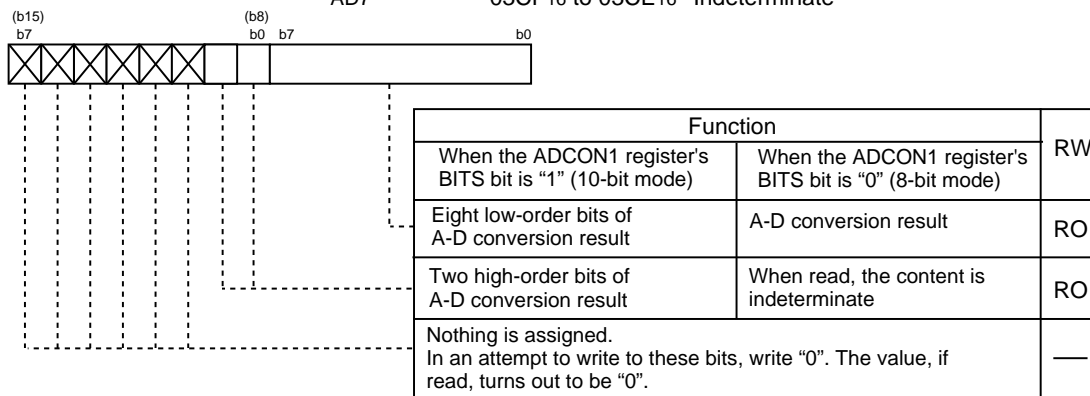 (b15) (b8)
b7 b0 b7 b0
Function
RW
When the ADCON1 register's
BITS bit is “1” (10-bit mode)
When the ADCON1 register's
BITS bit is “0” (8-bit mode)
Eight low-order bits of
A-D conversion result
A-D conversion result
RO
Two high-order bits of
A-D conversion result
When read, the content is
indeterminate
RO
Nothing is assigned.
In an attempt to write to these bits, write “0”. The value, if
read, turns out to be “0”.
—